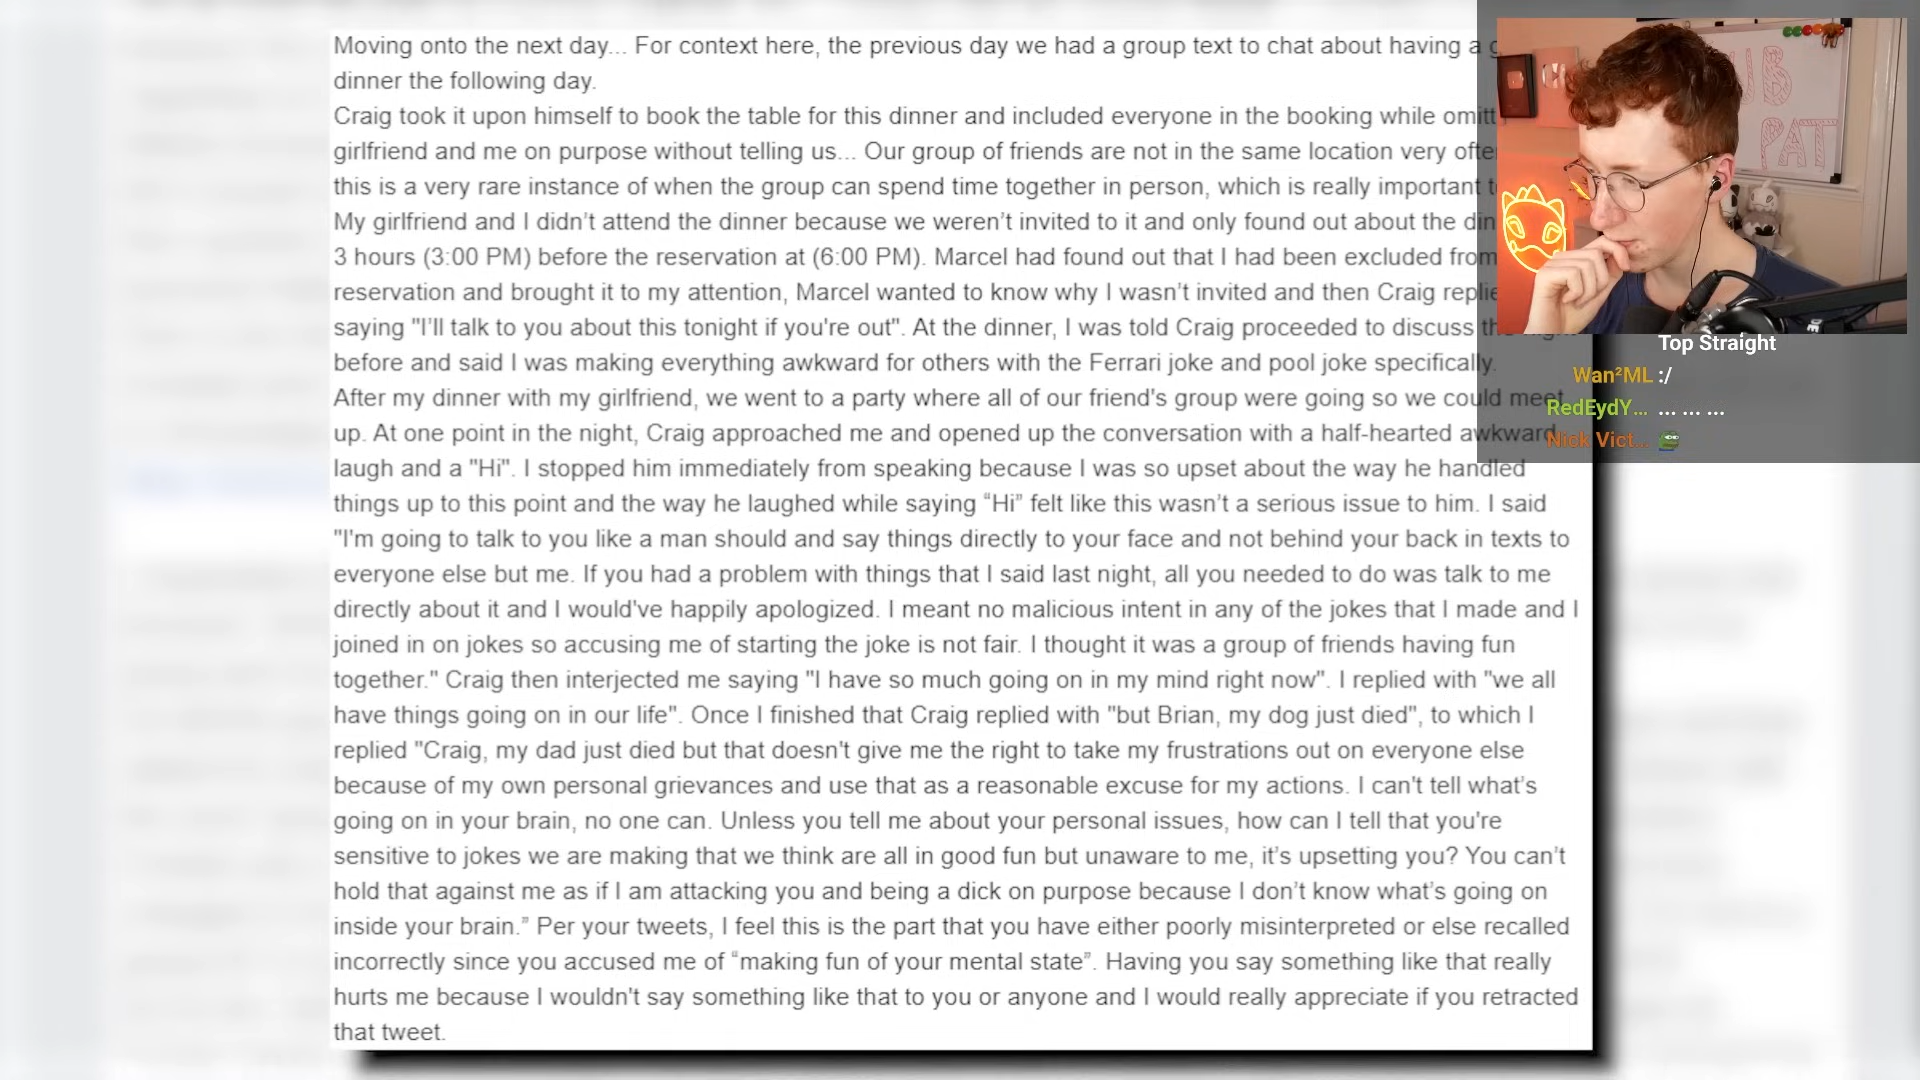 Moving onto the next day... For context here, the previous day we had a group text to chat about having a
dinner the following day.
Craig took it upon himself to book the table for this dinner and included everyone in the booking while
girlfriend and me on purpose without telling us... Our group of friends are not in the same location very
this is a very rare instance of when the group can spend time together in person, which is really important
My girlfriend and I didn't attend the dinner because we weren't invited to it and only found out about the
3 hours (3:00 PM) before the reservation at (6:00 PM). Marcel had found out that I had been excluded from
reservation and brought it to my attention, Marcel wanted to know why I wasn't invited and then Craig
saying "I'll talk to you about this tonight if you're out". At the dinner, I was told Craig proceeded to discuss
before and said I was making everything awkward for others with the Ferrari joke and pool joke specifically.
After my dinner with my girlfriend, we went to a party where all of our friend's group were going so we could meet
up. At one point in the night, Craig approached me and opened up the conversation with a half-hearted awkward
laugh and a "Hi". I stopped him immediately from speaking because I was so upset about the way he handled
things up to this point and the way he laughed while saying “Hi” felt like this wasn't a serious issue to him. I said
"I'm going to talk to you like a man should and say things directly to your face and not behind your back in texts to
everyone else but me. If you had a problem with things that I said last night, all you needed to do was talk to me
directly about it and I would've happily apologized. I meant no malicious intent in any of the jokes that I made and I
joined in on jokes so accusing me of starting the joke is not fair. I thought it was a group of friends having fun
together." Craig then interjected me saying "I have so much going on in my mind right now". I replied with "we all
have things going on in our life". Once I finished that Craig replied with "but Brian, my dog just died", to which I
replied "Craig, my dad just died but that doesn't give me the right to take my frustrations out on everyone else
because of my own personal grievances and use that as a reasonable excuse for my actions. I can't tell what's
going on in your brain, no one can. Unless you tell me about your personal issues, how can I tell that you're
sensitive to jokes we are making that we think are all in good fun but unaware to me, it's upsetting you? You can't
hold that against me as if I am attacking you and being a dick on purpose because I don't know what's going on
inside your brain.” Per your tweets, I feel this is the part that you have either poorly misinterpreted or else recalled
incorrectly since you accused me of “making fun of your mental state”. Having you say something like that really
hurts me because I wouldn't say something like that to you or anyone and I would really appreciate if you retracted
that tweet.
UB
PAT
Top Straight
Wan²ML :/
RedEydY... ... ... ...
Nick Vict...